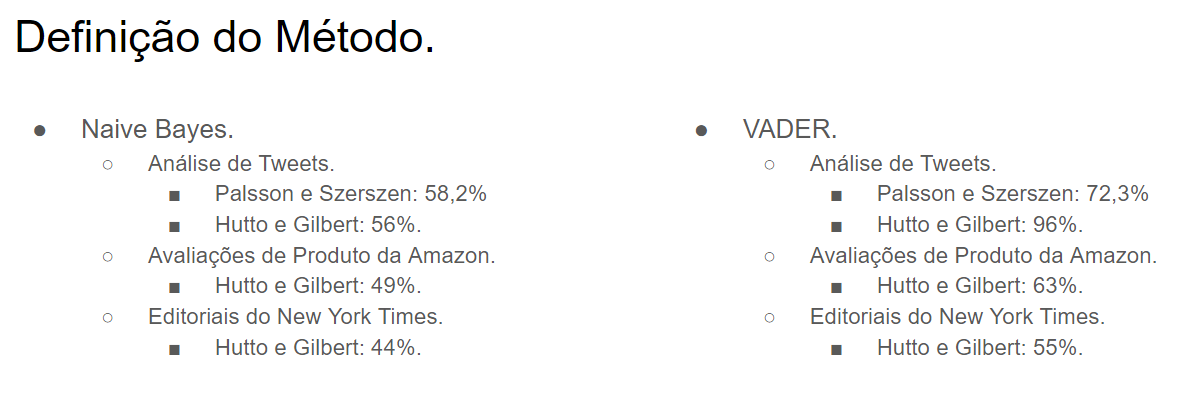 Definição do Método.
● Naive Bayes.
○ Análise de Tweets.
■ Palsson e Szerszen: 58,2%
■ Hutto e Gilbert: 56%.
○ Avaliações de Produto da Amazon.
■ Hutto e Gilbert: 49%.
○ Editoriais do New York Times.
■ Hutto e Gilbert: 44%.
● VADER.
○ Análise de Tweets.
■ Palsson e Szerszen: 72,3%
■ Hutto e Gilbert: 96%.
○ Avaliações de Produto da Amazon.
■ Hutto e Gilbert: 63%.
○ Editoriais do New York Times.
■ Hutto e Gilbert: 55%.